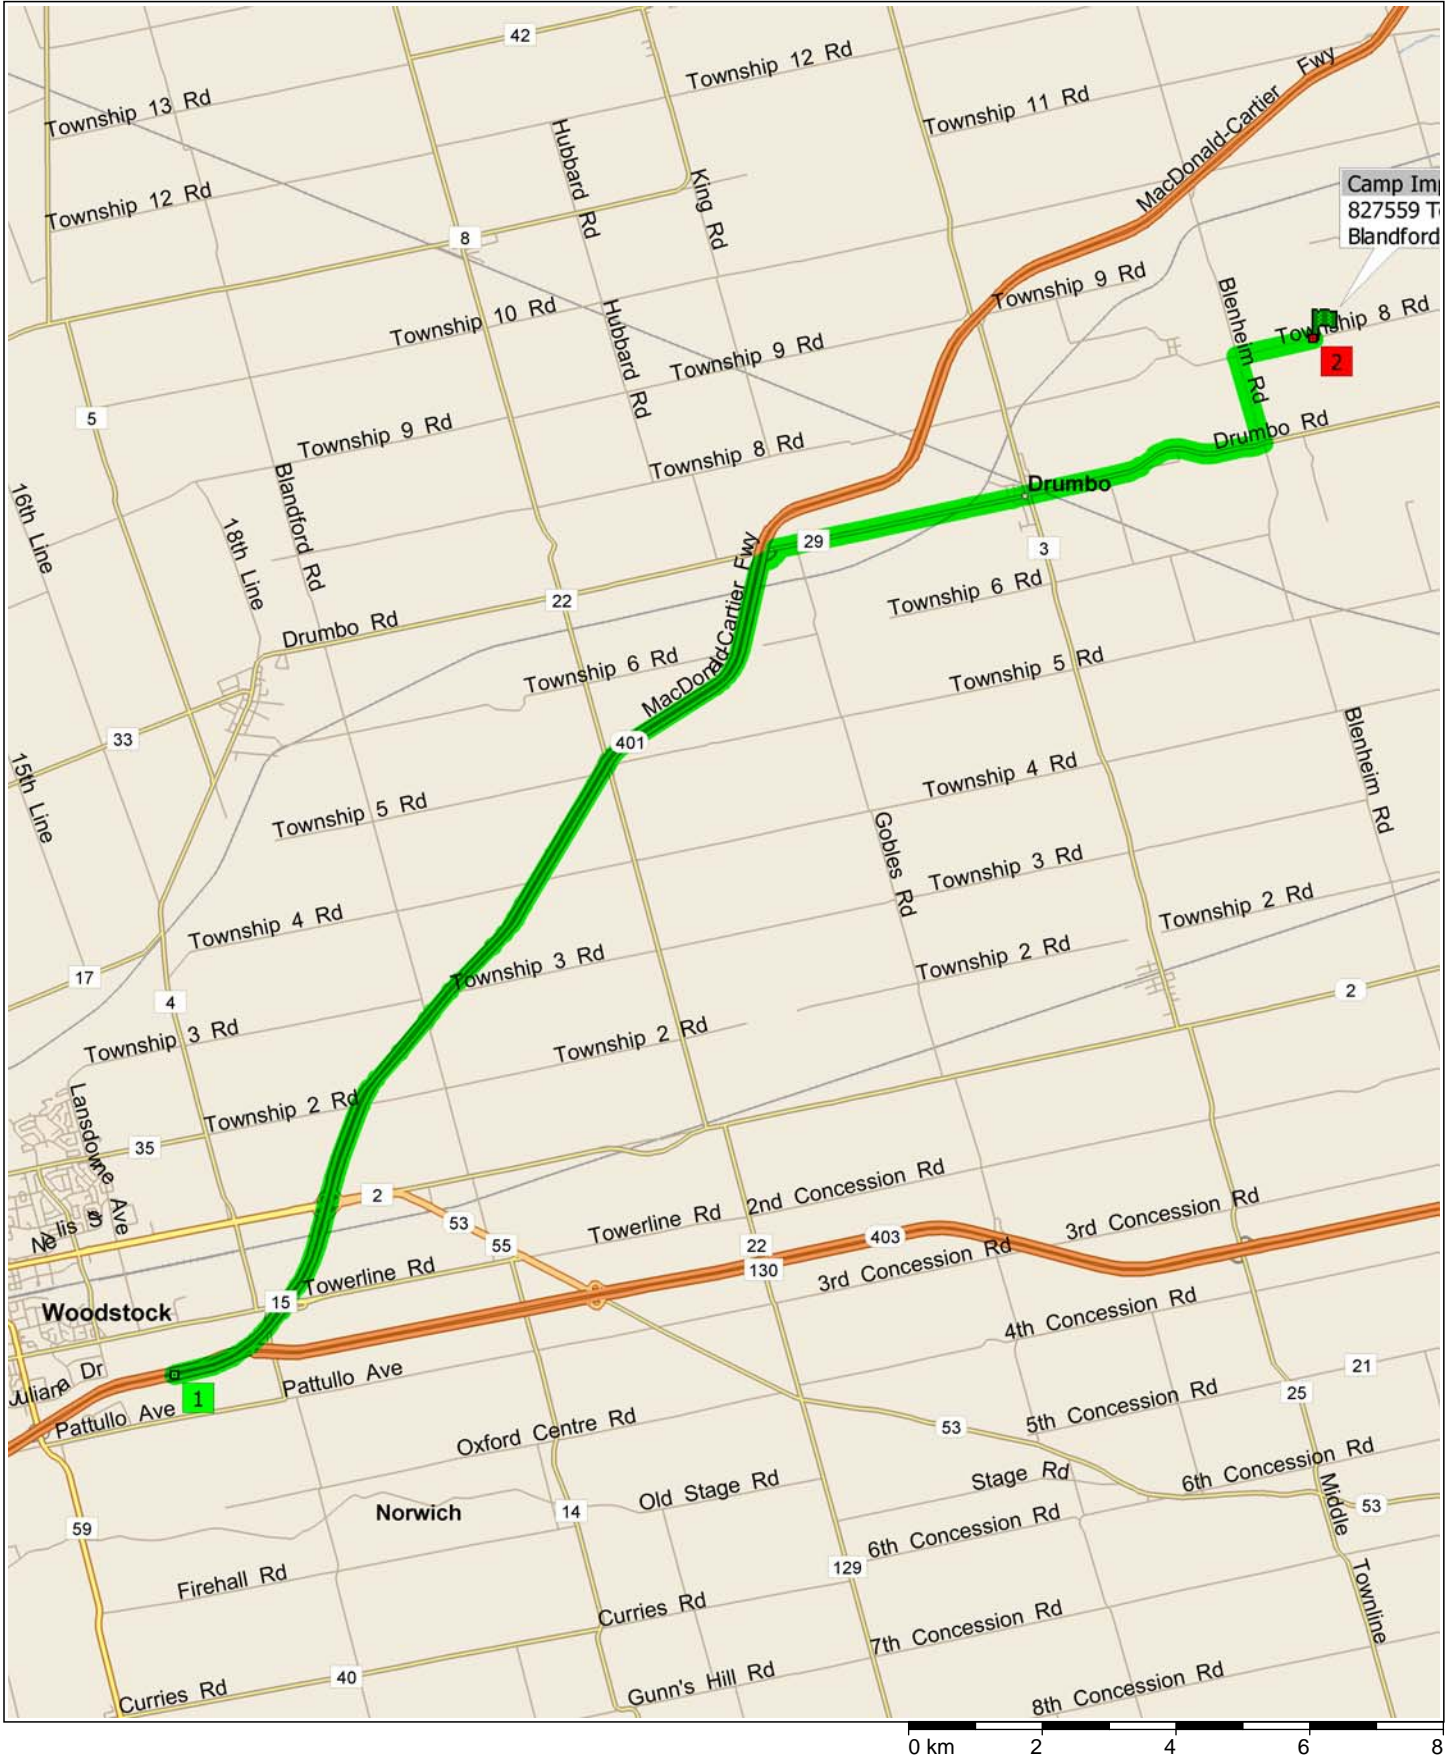 42
Township 12 Rd
Fwy
Township 13 Rd
Township 11 Rd
MacDonald-Cartier
Hubbard Rd
King Rd
Township 12 Rd
Camp Imp
827559 To
Blandford
8
Township 9 Rd
Blenheim Rd
Township 10 Rd
Hubbard Rd
Township 8 Rd
Township 9 Rd
2
5
Township 9 Rd
Drumbo Rd
Township 8 Rd
Blandford Rd
16th Line
Drumbo
18th Line
29
MacDonald-Cartier Fwy
3
22
Township 6 Rd
Drumbo Rd
Township 6 Rd
Township 5 Rd
33
401
Blenheim Rd
15th Line
Township 4 Rd
Township 5 Rd
Gobles Rd
Township 3 Rd
Township 4 Rd
Township 2 Rd
Township 3 Rd
Township 2 Rd
17
4
2
Township 3 Rd
Township 2 Rd
Lansdowne Ave
Township 2 Rd
35
2
2nd Concession Rd
53
Towerline Rd
3rd Concession Rd
55
22
403
130
3rd Concession Rd
Towerline Rd
15
Woodstock
4th Concession Rd
Juliana Dr
Pattullo Ave
21
1
25
Pattullo Ave
5th Concession Rd
Oxford Centre Rd
53
6th Concession Rd
Stage Rd
Old Stage Rd
Norwich
14
53
59
Middle Townline
6th Concession Rd
129
Firehall Rd
Curries Rd
7th Concession Rd
40
Gunn's Hill Rd
Curries Rd
8th Concession Rd
0 km 2 4 6 8